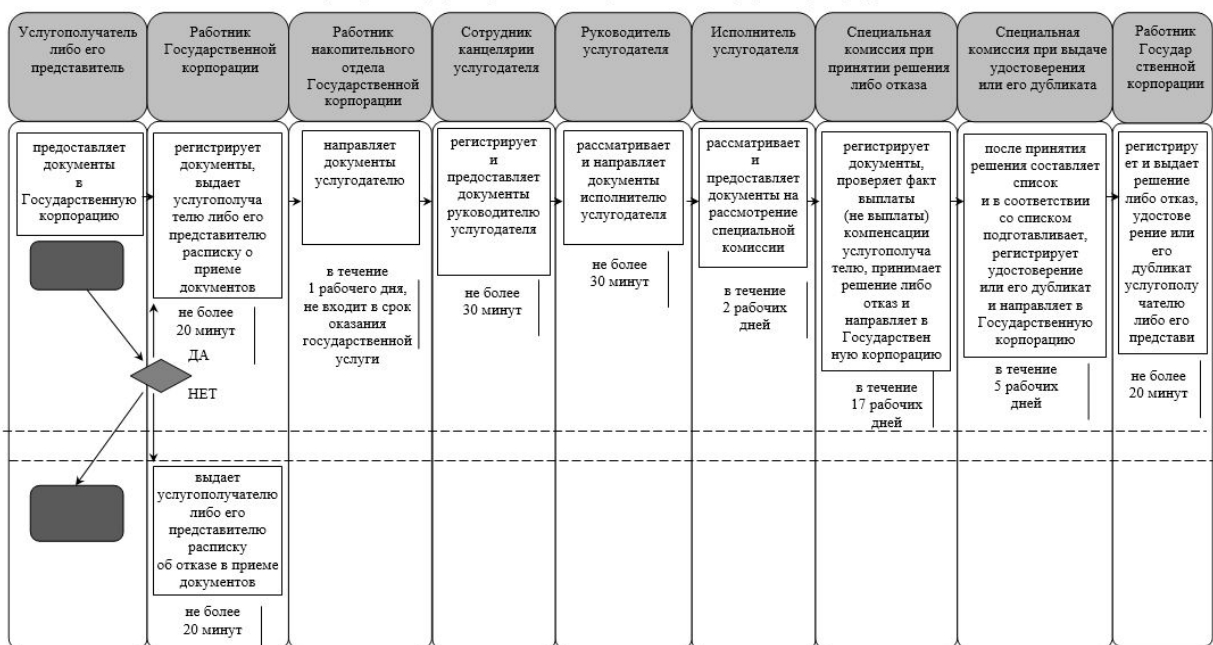 Услугополучатель
либо его
представитель
Работник
Государственной
корпорации
Работник
накопительного
отдела
Государственной
корпорации
Сотрудник
канцелярии
услугодателя
Руководитель
услугодателя
Исполнитель
услугодателя
Специальная
комиссия при
принятии решения
либо отказа
Специальная
комиссия при выдаче
удостоверения
или его дубликата
Работник
Государ
ственной
корпорации
предоставляет
документы
в
Государственную
корпорацию
регистрирует
документы,
выдает
услугополуча
телю либо его
представителю
расписку о
приеме
документов
не более
20 минут
ДА
НЕТ
направляет
документы
услугодателю
в течение
1 рабочего дня,
не входит в срок
оказания
государственной
услуги
регистрирует
и
предоставляет
документы
руководителю
услугодателя
не более
30 минут
рассматривает
и направляет
документы
исполнителю
услугодателя
не более
30 минут
рассматривает
и
предоставляет
документы на
рассмотрение
специальной
комиссии
в течение
2 рабочих
дней
регистрирует
документы,
проверяет факт
выплаты
(не выплаты)
компенсации
услугополуча
телю, принимает
решение либо
отказ и
направляет в
Государствен
ную корпорацию
в течение
17 рабочих
дней
после принятия
решения составляет
список
и в соответствии
со списком
подготавливает,
регистрирует
удостоверение
или его дубликат
и направляет в
Государственную
корпорацию
в течение
5 рабочих
дней
регистриру
ет и выдает
решение
либо отказ,
удостове
рение или
его
дубликат
услугополу
чателю
либо его
представи
не более
20 минут
выдает
услугополучателю
либо его
представителю
расписку
об отказе в приеме
документов
не более
20 минут